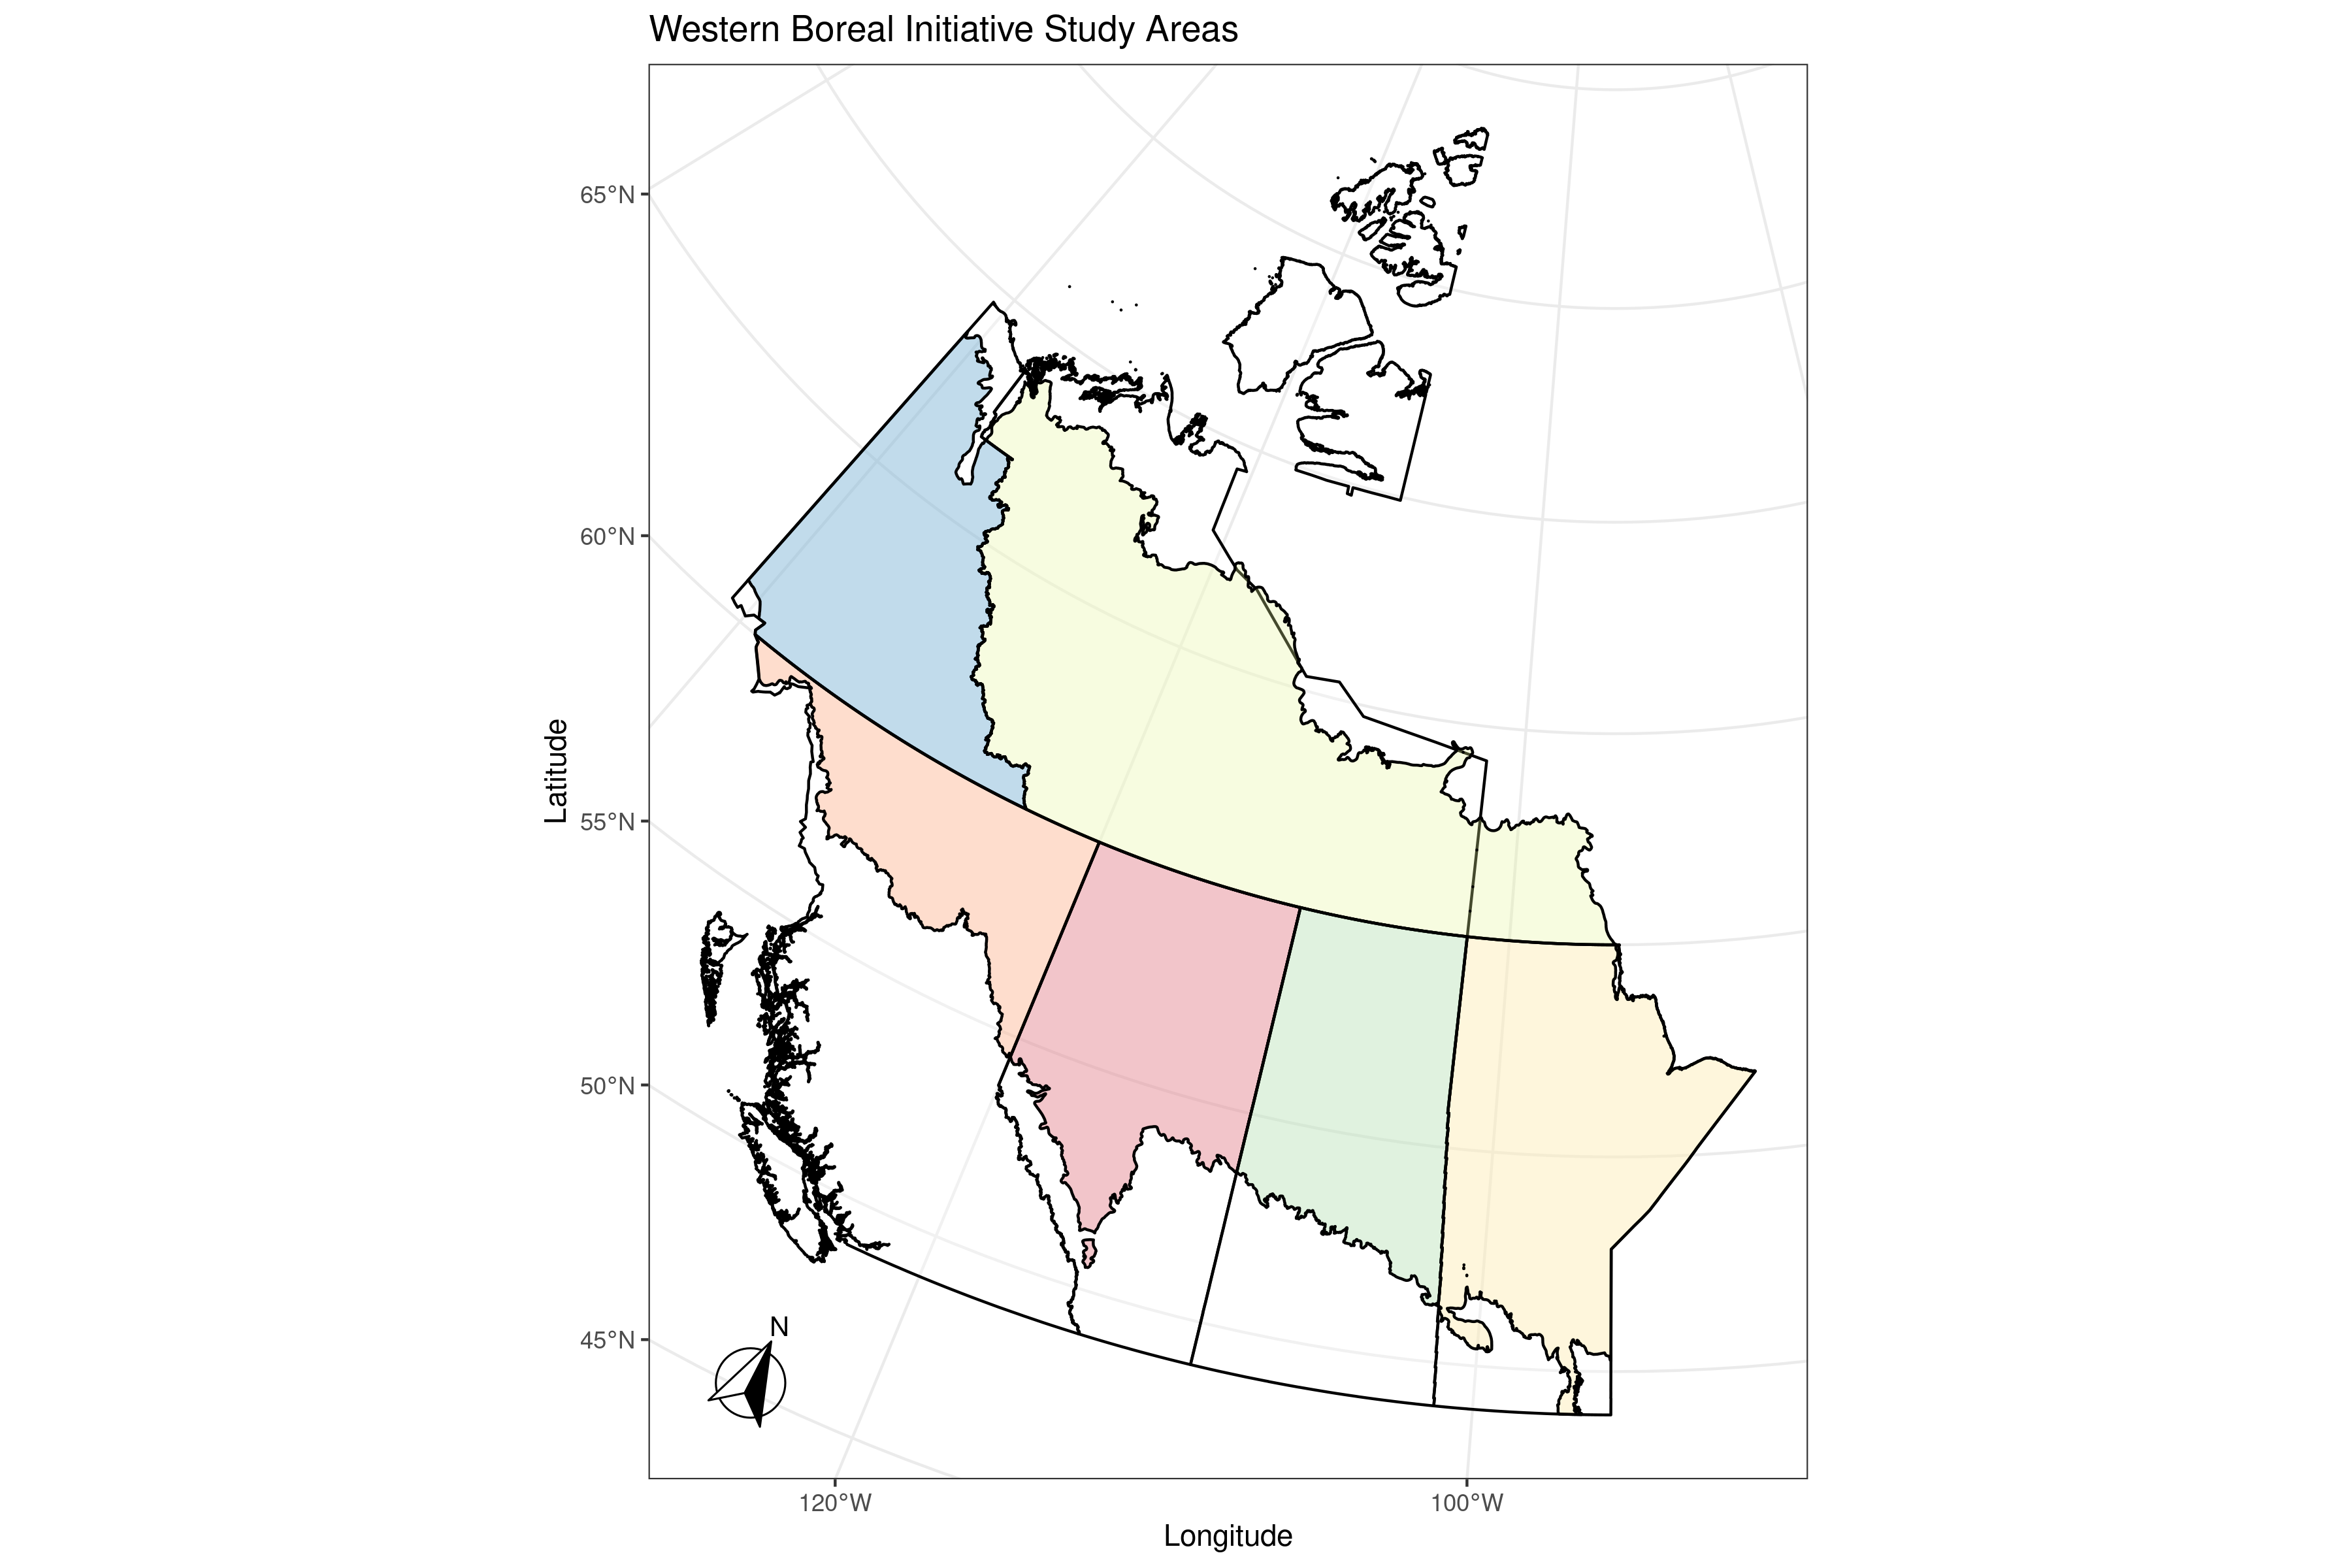 Western Boreal Initiative Study Areas
65°N
60°N
55°N
50°N
45°N
Latitude
N
120°W
100°W
Longitude